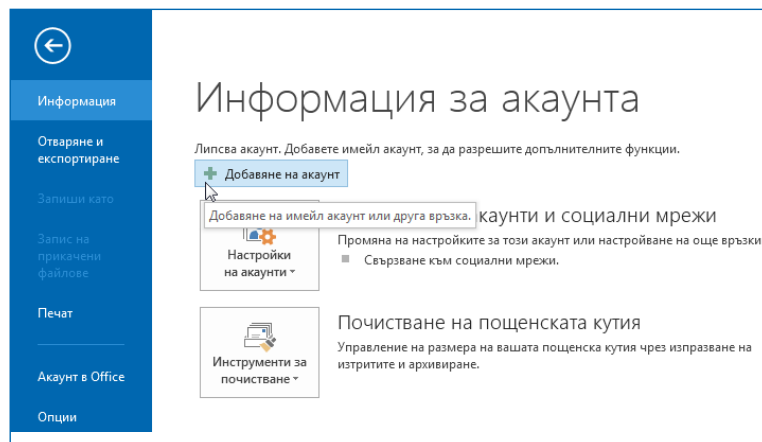 Информация
Отваряне и
експортиране
Запиши като
Запис на
прикачени
файлове
Печат
Акаунт в Office
Опции
Информация за акаунта
Липсва акаунт. Добавете имейл акаунт, за да разрешите допълнителните функции.
Добавяне на акаунт
Добавяне на имейл акаунт или друга връзка.
каунти и социални мрежи
Настройки
на акаунти
Промяна на настройките за този акаунт или настройване на още връзки
Свързване към социални мрежи.
Инструменти за
почистване
Почистване на пощенската кутия
Управление на размера на вашата пощенска кутия чрез изпразване на
изтритите и архивиране.